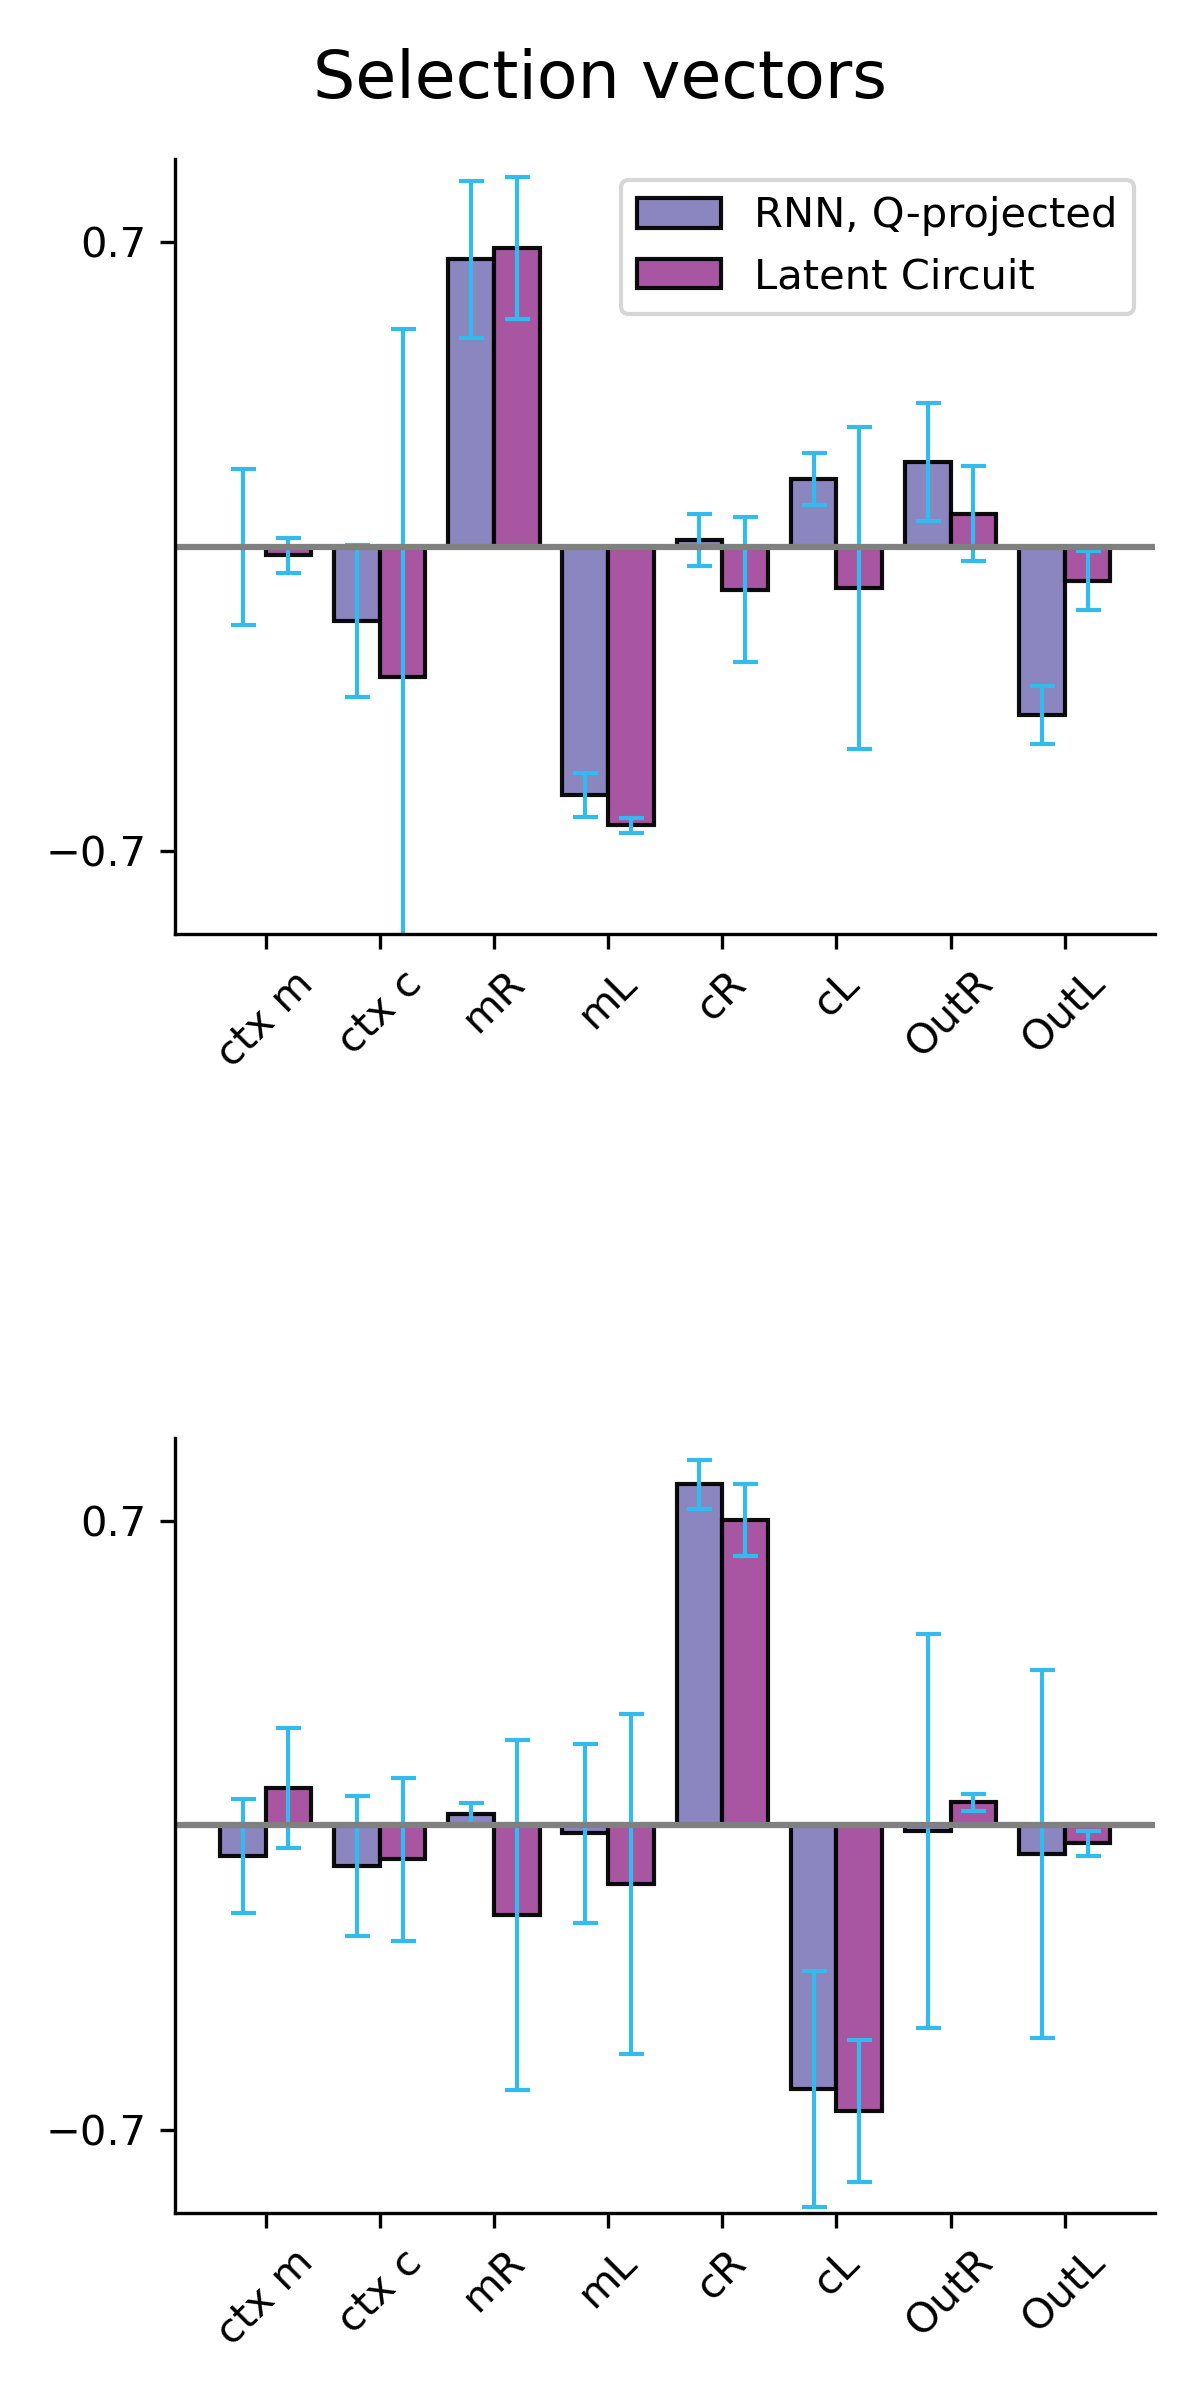 Selection vectors
RNN, Q-projected
Latent Circuit
0.7
−0.7
ctx m
ctx c
mR
mL
cR
cL
OutR
OutL
0.7
−0.7
ctx m
ctx c
mR
mL
cR
cL
OutR
OutL